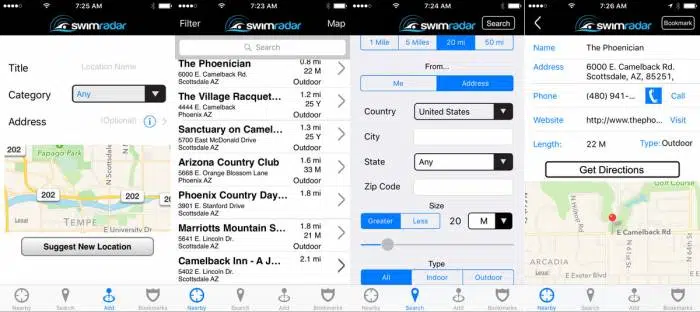 7:25 AM
swimradar
Title
Location Name
Category
Any
Address
(Optional)
202
Papago Park
N Scottsdale
202
202
202
TEMPE
Legal
E University Dr
Suggest New Location
Nearby
Search
Add
Bookmarks
7:23 AM
Filter
swimradar
Map
Search
The Phoenician
0.8 mi
6000 E. Camelback Rd.
22 M
Scottsdale AZ
Outdoor
The Village Racquet...
1.2 mi
4444 E. Camelback
25 Y
Phoenix AZ
Outdoor
Sanctuary on Camel...
1.3 mi
5700 East McDonald Drive
25 Y
Scottsdale AZ
Outdoor
Arizona Country Club
1.6 mi
5668 E. Orange Blossom Lane
33 M
Phoenix AZ
Outdoor
Phoenix Country Day...
1.8 mi
3901 E. Stanford Drive
Scottsdale AZ
Marriotts Mountain S...
1.8 mi
5641 E. Lincoln Dr.
21 M
Scottsdale AZ
Outdoor
Camelback Inn - A J...
2.1 mi
5402 E. Lincoln Dr.
Scottsdale AZ
Nearby
Search
Add
Bookmarks
7:24 AM
swimradar
Search
1 Mile
5 Miles
20 mi
50 mi
From...
Me
Address
Country
United States
City
State
Any
Zip Code
Size
Greater
Less
20
M
Type
All
Indoor
Outdoor
Nearby
Search
Add
Bookmarks
7:26 AM
swimradar
Bookmark
Name
The Phoenician
Address
6000 E. Camelback Rd.
Scottsdale, AZ, 85251,
Phone
(480) 941-...
Call
Website
http://www.thepho...
Visit
Length:
22 M
Type:
Outdoor
Get Directions
Golf Course
E Camelback Rd
N 64th St
ARCADIA
E Exeter Blvd
Legal
Nearby
Search
Add
Bookmarks